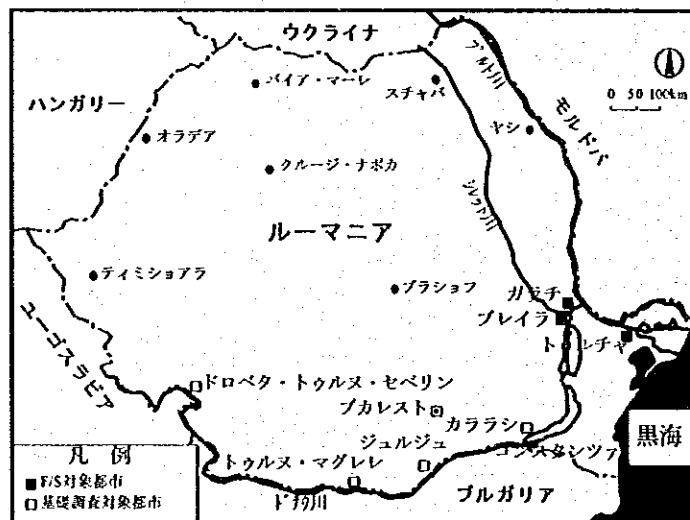 ウクライナ
ハンガリー
バイア・マーレ
スチャバ
プルト川
0 50 100km
モルドバ
オラデア
ヤシ
クルージ・ナポカ
シレット川
ルーマニア
ティミショアラ
ブラショフ
ガラチ
ブレイラ
トルチャ
ユーゴスラビア
ドロベタ・トゥルヌ・セベリン
ブカレスト
カララシ
黒海
ジュルジュ
コンスタンツァ
トゥルヌ・マグレレ
ドナウ川
ブルガリア
凡例
F/S対象都市
基礎調査対象都市